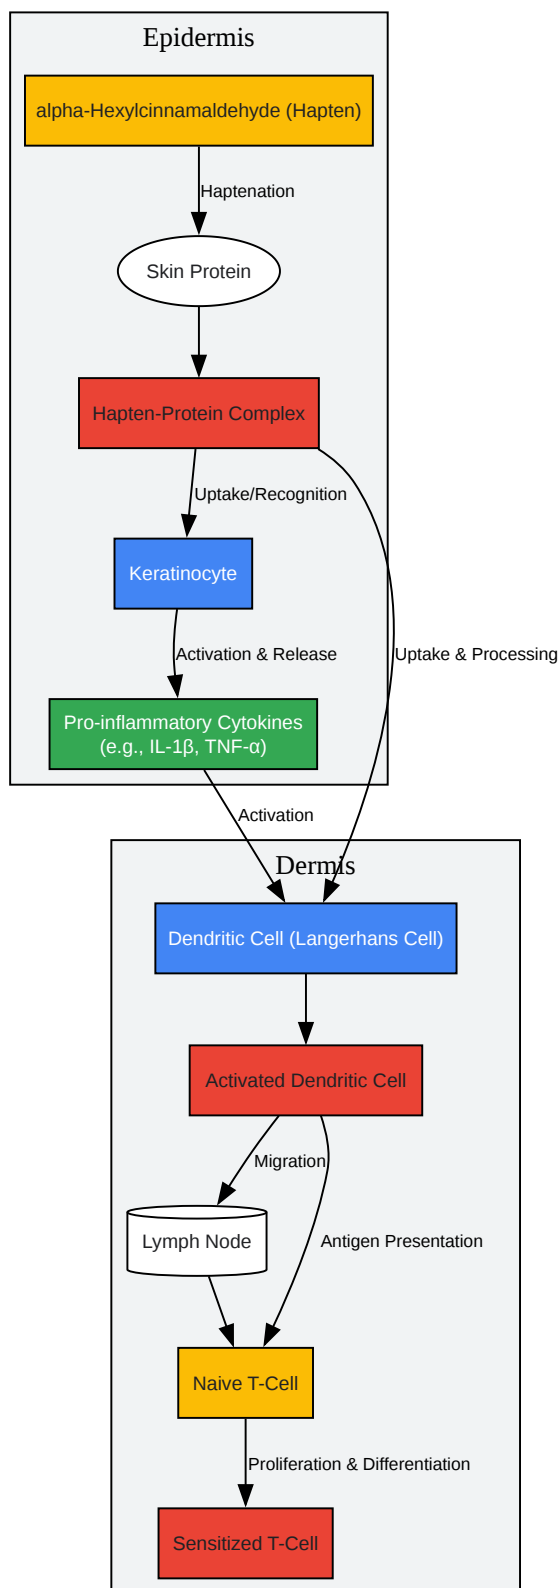 Epidermis
alpha-Hexylcinnamaldehyde (Hapten)
Haptenation
Skin Protein
Hapten-Protein Complex
Uptake/Recognition
Keratinocyte
Activation & Release
Uptake & Processing
Pro-inflammatory Cytokines
(e.g., IL-1β, TNF-α)
Activation
Dermis
Dendritic Cell (Langerhans Cell)
Activated Dendritic Cell
Migration
Lymph Node
Antigen Presentation
Naive T-Cell
Proliferation & Differentiation
Sensitized T-Cell